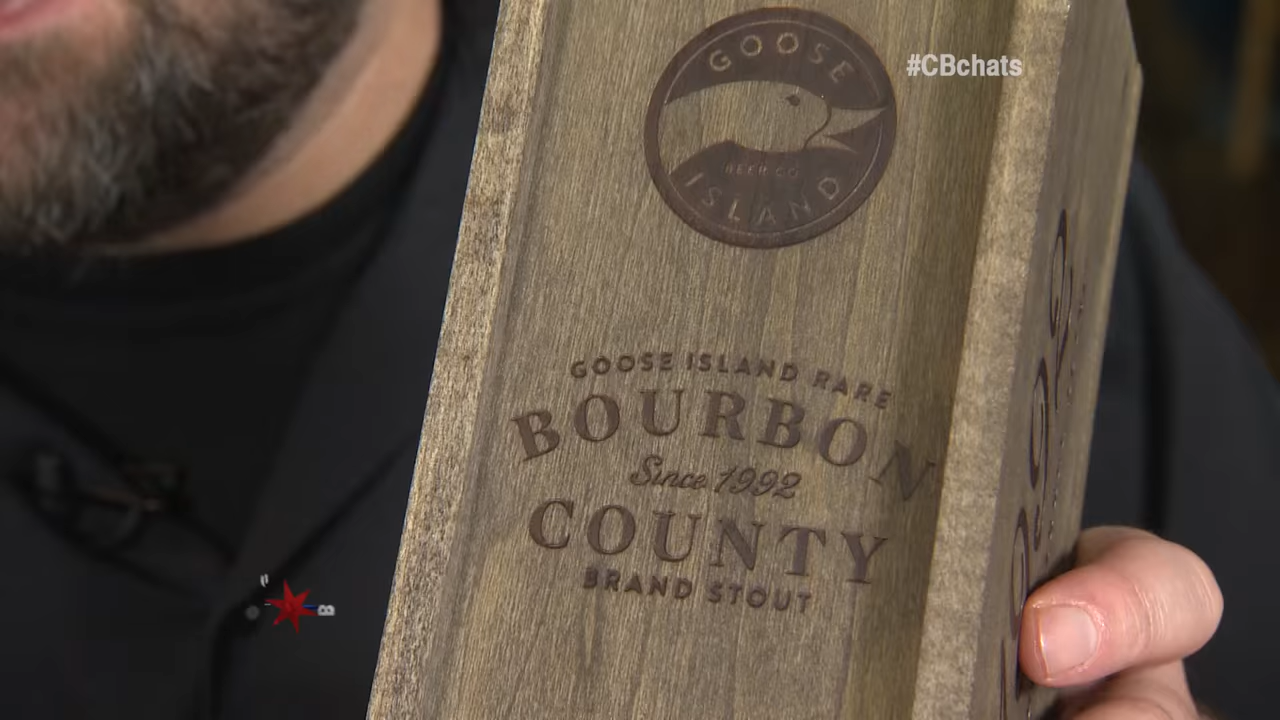 #CBchats
GOOSE
BEER CO
ISLAND
GOOSE ISLAND RARE
BOURBON
Since 1992
COUNTY
BRAND STOUT